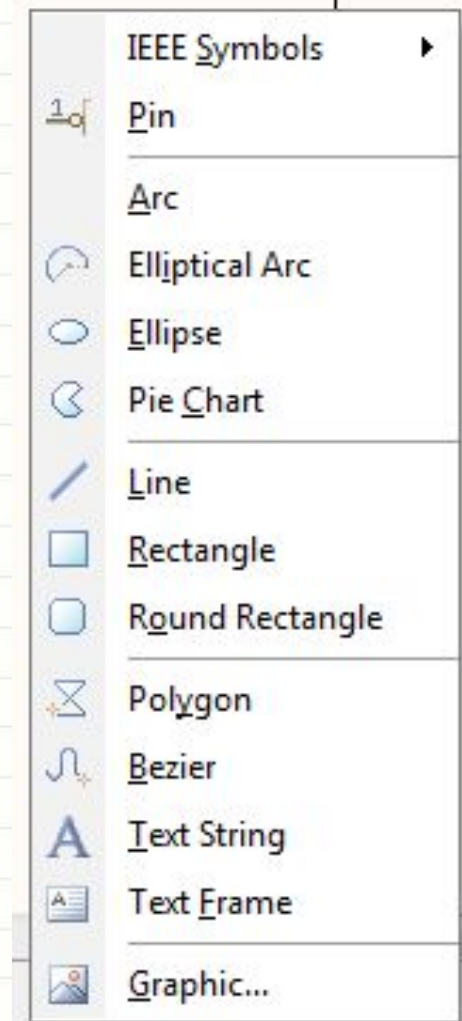 IEEE Symbols
Pin
Arc
Elliptical Arc
Ellipse
Pie Chart
Line
Rectangle
Round Rectangle
Polygon
Bezier
Text String
Text Frame
Graphic...